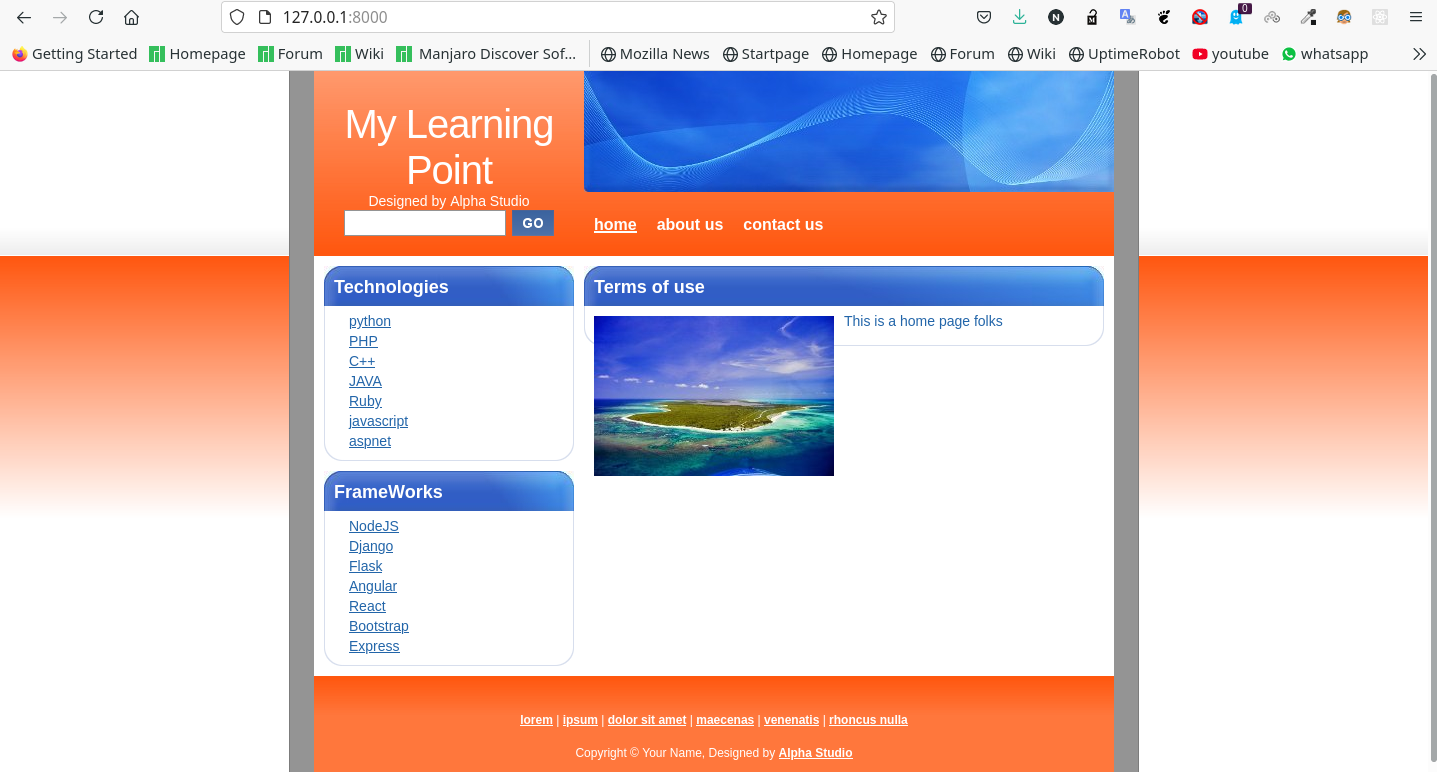 127.0.0.1:8000
0
Getting Started Homepage Forum Wiki Manjaro Discover Sof... Mozilla News Startpage Homepage Forum Wiki UptimeRobot youtube whatsapp
My Learning
Point
Designed by Alpha Studio
GO
home about us contact us
Technologies
python
PHP
C++
JAVA
Ruby
javascript
aspnet
FrameWorks
NodeJS
Django
Flask
Angular
React
Bootstrap
Express
Terms of use
This is a home page folks
lorem | ipsum | dolor sit amet | maecenas | venenatis | rhoncus nulla
Copyright © Your Name, Designed by Alpha Studio